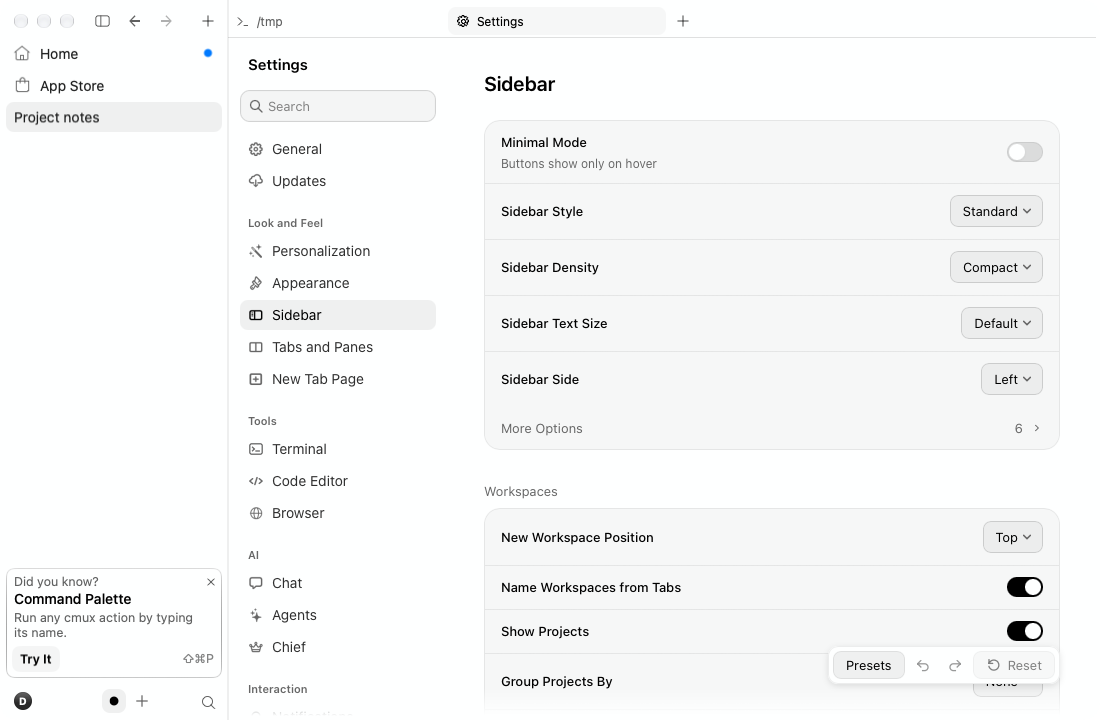 /tmp
Settings
Home
App Store
Project notes
Did you know?
Command Palette
Run any cmux action by typing
its name.
Try It
⇧⌘P
D
Settings
Search
General
Updates
Look and Feel
Personalization
Appearance
Sidebar
Tabs and Panes
New Tab Page
Tools
Terminal
Code Editor
Browser
AI
Chat
Agents
Chief
Interaction
Sidebar
Minimal Mode
Buttons show only on hover
Sidebar Style
Standard
Sidebar Density
Compact
Sidebar Text Size
Default
Sidebar Side
Left
More Options
6
Workspaces
New Workspace Position
Top
Name Workspaces from Tabs
Show Projects
Group Projects By
Presets
Reset